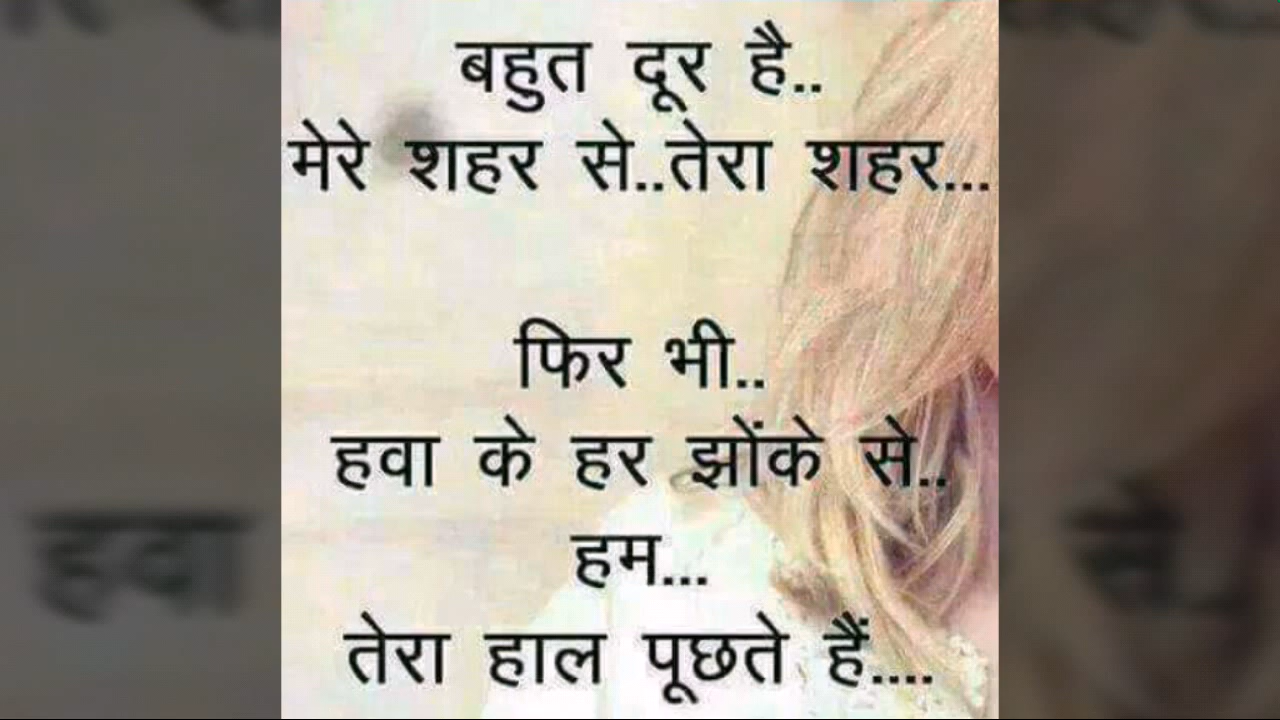 बहुत दूर है..
मेरे शहर से..तेरा शहर...
फिर भी..
हवा के हर झोंके से..
हम...
तेरा हाल पूछते हैं....